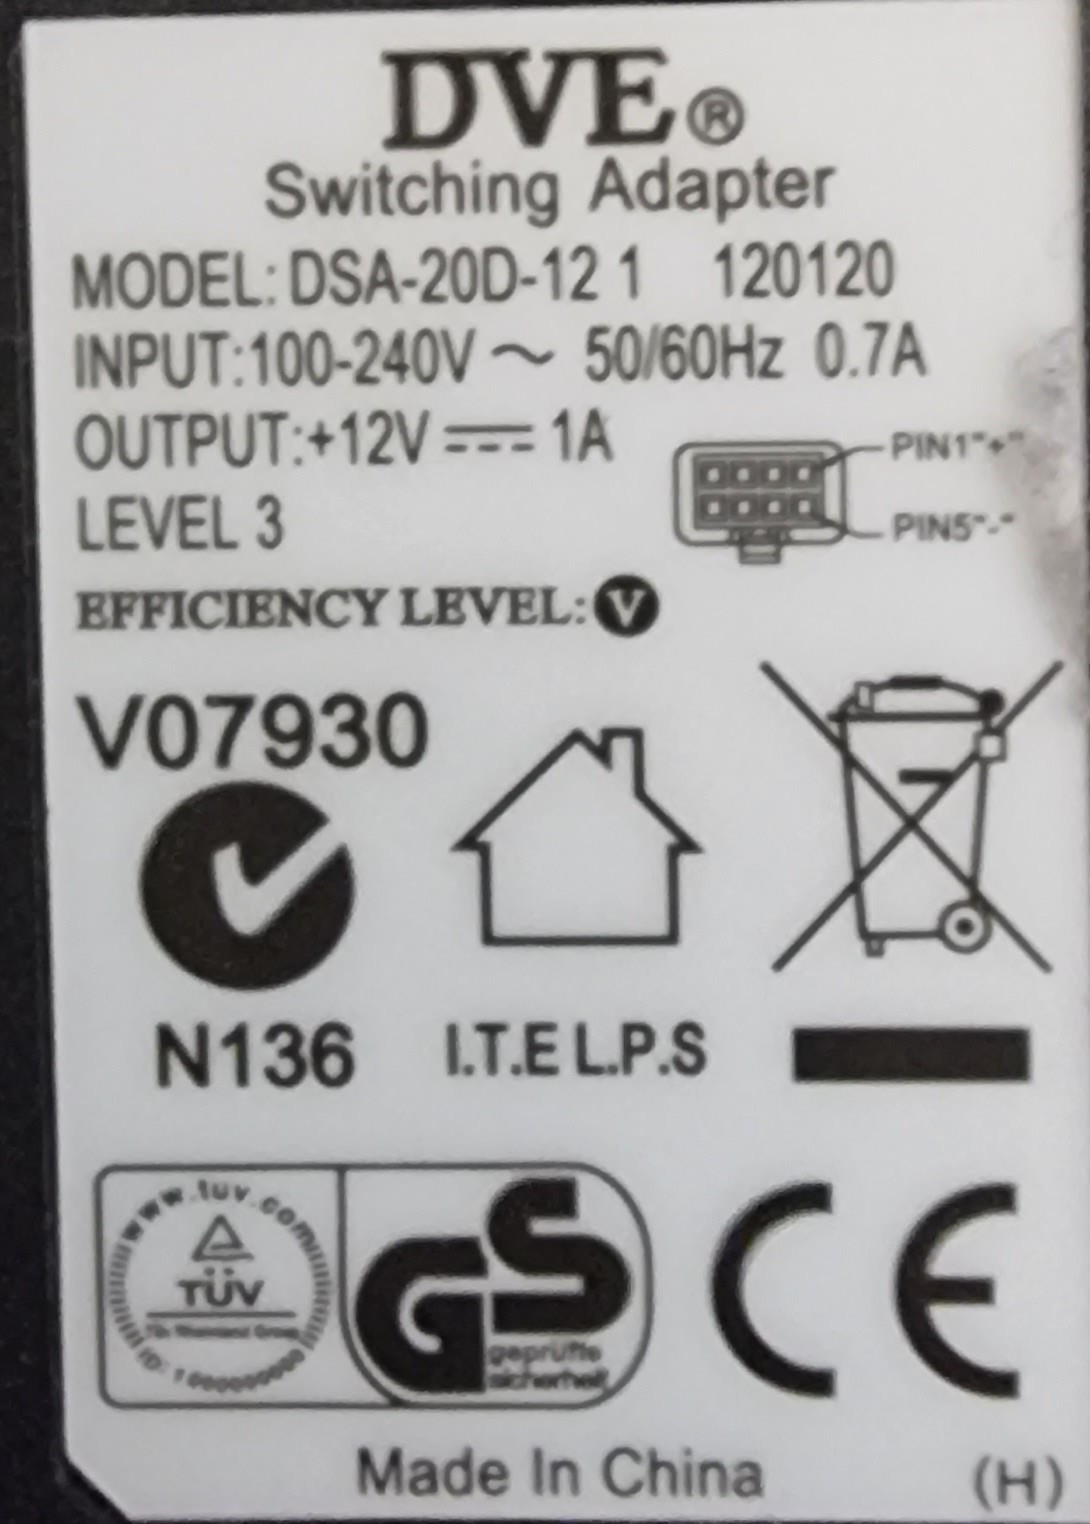 DVE®
Switching Adapter
MODEL: DSA-20D-12 1 120120
INPUT:100-240V ~ 50/60Hz 0.7A
OUTPUT:+12V ⎓ 1A
PIN1"+"
LEVEL 3
PIN5"-"
EFFICIENCY LEVEL: V
V07930
N136
I.T.E L.P.S
www.tuv.com
TÜV
ID:
GS
geprüfte
sicherheit
CE
Made In China
(H)